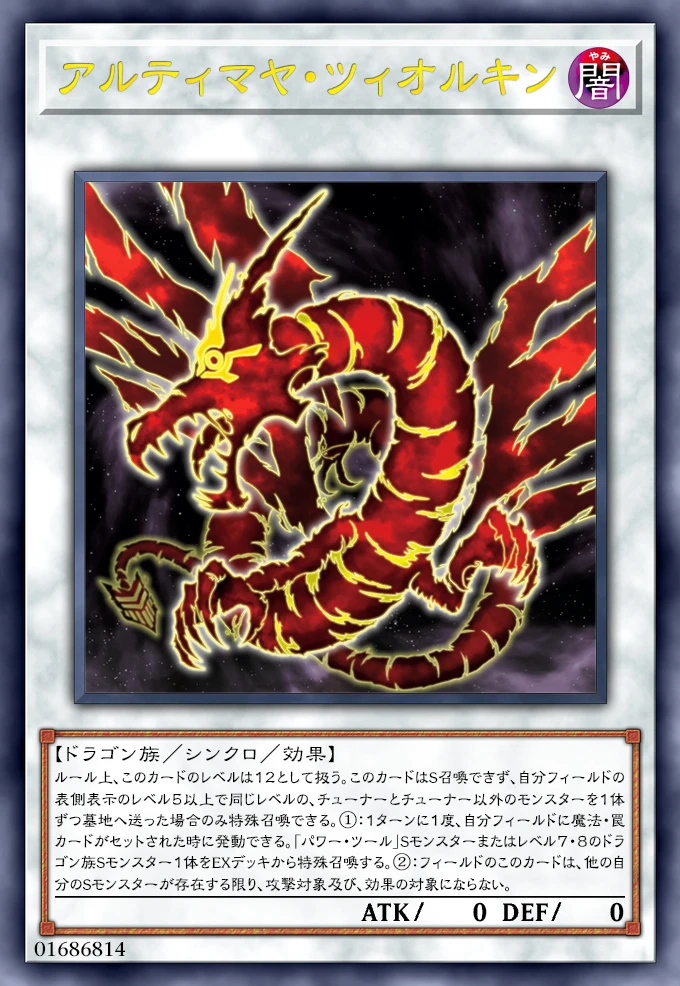 アルティマヤ・ツィオルキン
やみ
闇
【ドラゴン族／シンクロ／効果】
ルール上、このカードのレベルは12として扱う。このカードはS召喚できず、自分フィールドの
表側表示のレベル5以上で同じレベルの、チューナーとチューナー以外のモンスターを1体
ずつ墓地へ送った場合のみ特殊召喚できる。①：1ターンに1度、自分フィールドに魔法・罠
カードがセットされた時に発動できる。「パワー・ツール」Sモンスターまたはレベル7・8のドラ
ゴン族Sモンスター1体をEXデッキから特殊召喚する。②：フィールドのこのカードは、他の自
分のSモンスターが存在する限り、攻撃対象及び、効果の対象にならない。
ATK/ 0 DEF/ 0
01686814